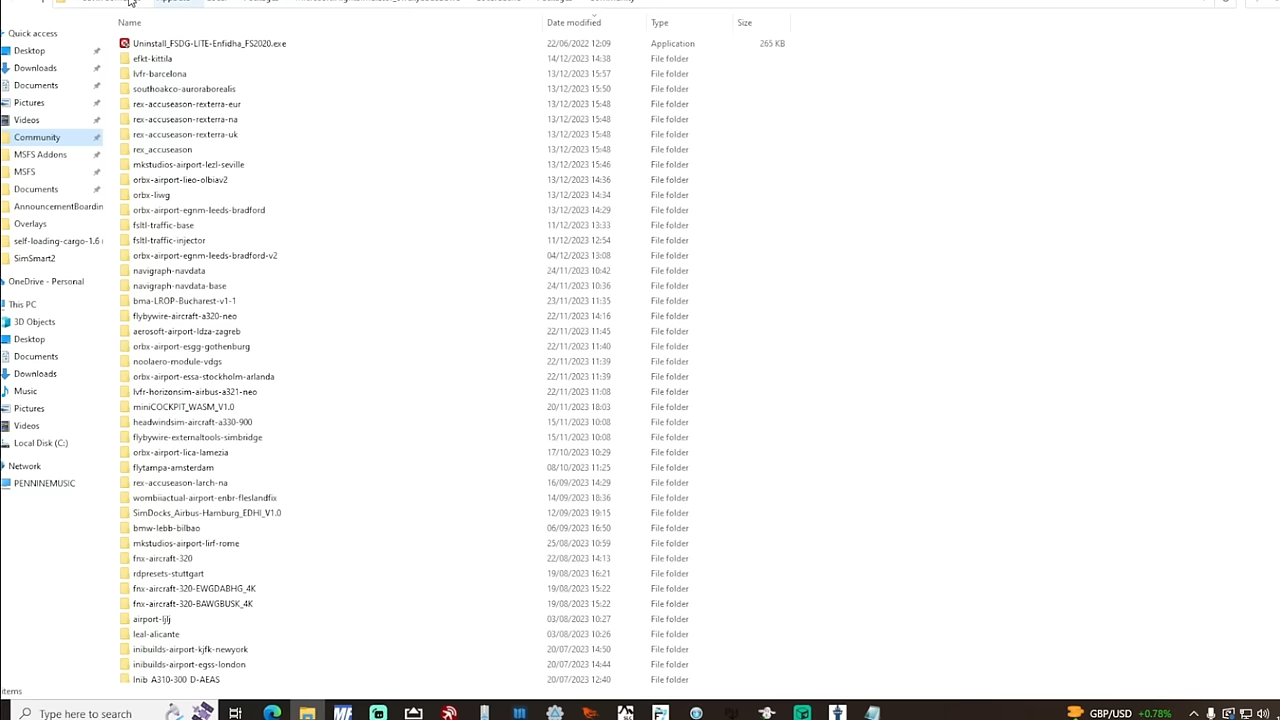 Community
Name Date modified Type Size
Quick access
Desktop
Downloads
Documents
Pictures
Videos
Community
MSFS Addons
MSFS
Documents
AnnouncementBoardin
Overlays
self-loading-cargo-1.6
SimSmart2
OneDrive - Personal
This PC
3D Objects
Desktop
Documents
Downloads
Music
Pictures
Videos
Local Disk (C:)
Network
PENNINEMUSIC
Uninstall_FSDG-LITE-Enfidha_FS2020.exe 22/06/2022 12:09 Application 265 KB
efkt-kittila 14/12/2023 14:38 File folder
lvfr-barcelona 13/12/2023 15:57 File folder
southoakco-auroraborealis 13/12/2023 15:50 File folder
rex-accuseason-rexterra-eur 13/12/2023 15:48 File folder
rex-accuseason-rexterra-na 13/12/2023 15:48 File folder
rex-accuseason-rexterra-uk 13/12/2023 15:48 File folder
rex_accuseason 13/12/2023 15:48 File folder
mkstudios-airport-lezl-seville 13/12/2023 15:46 File folder
orbx-airport-lieo-olbiav2 13/12/2023 14:36 File folder
orbx-liwg 13/12/2023 14:34 File folder
orbx-airport-egnm-leeds-bradford 13/12/2023 14:29 File folder
fsltl-traffic-base 11/12/2023 13:33 File folder
fsltl-traffic-injector 11/12/2023 12:54 File folder
orbx-airport-egnm-leeds-bradford-v2 04/12/2023 13:08 File folder
navigraph-navdata 24/11/2023 10:42 File folder
navigraph-navdata-base 24/11/2023 10:36 File folder
bma-LROP-Bucharest-v1-1 23/11/2023 11:35 File folder
flybywire-aircraft-a320-neo 22/11/2023 14:16 File folder
aerosoft-airport-ldza-zagreb 22/11/2023 11:45 File folder
orbx-airport-esgg-gothenburg 22/11/2023 11:40 File folder
noolaero-module-vdgs 22/11/2023 11:39 File folder
orbx-airport-essa-stockholm-arlanda 22/11/2023 11:39 File folder
lvfr-horizonsim-airbus-a321-neo 22/11/2023 11:08 File folder
miniCOCKPIT_WASM_V1.0 20/11/2023 18:03 File folder
headwindsim-aircraft-a330-900 15/11/2023 10:08 File folder
flybywire-externaltools-simbridge 15/11/2023 10:08 File folder
orbx-airport-lica-lamezia 17/10/2023 10:29 File folder
flytampa-amsterdam 08/10/2023 11:25 File folder
rex-accuseason-larch-na 16/09/2023 14:29 File folder
wombiiactual-airport-enbr-fleslandfix 14/09/2023 18:36 File folder
SimDocks_Airbus-Hamburg_EDHI_V1.0 12/09/2023 19:15 File folder
bmw-lebb-bilbao 06/09/2023 16:50 File folder
mkstudios-airport-lirf-rome 25/08/2023 10:59 File folder
fnx-aircraft-320 22/08/2023 14:13 File folder
rdpresets-stuttgart 19/08/2023 16:21 File folder
fnx-aircraft-320-EWGDABHG_4K 19/08/2023 15:22 File folder
fnx-aircraft-320-BAWGBUSK_4K 19/08/2023 15:22 File folder
airport-ljlj 03/08/2023 10:27 File folder
leal-alicante 03/08/2023 10:26 File folder
inibuilds-airport-kjfk-newyork 20/07/2023 14:50 File folder
inibuilds-airport-egss-london 20/07/2023 14:44 File folder
Inib_A310-300_D-AEAS 20/07/2023 12:40 File folder
items
Type here to search GBP/USD +0.78%